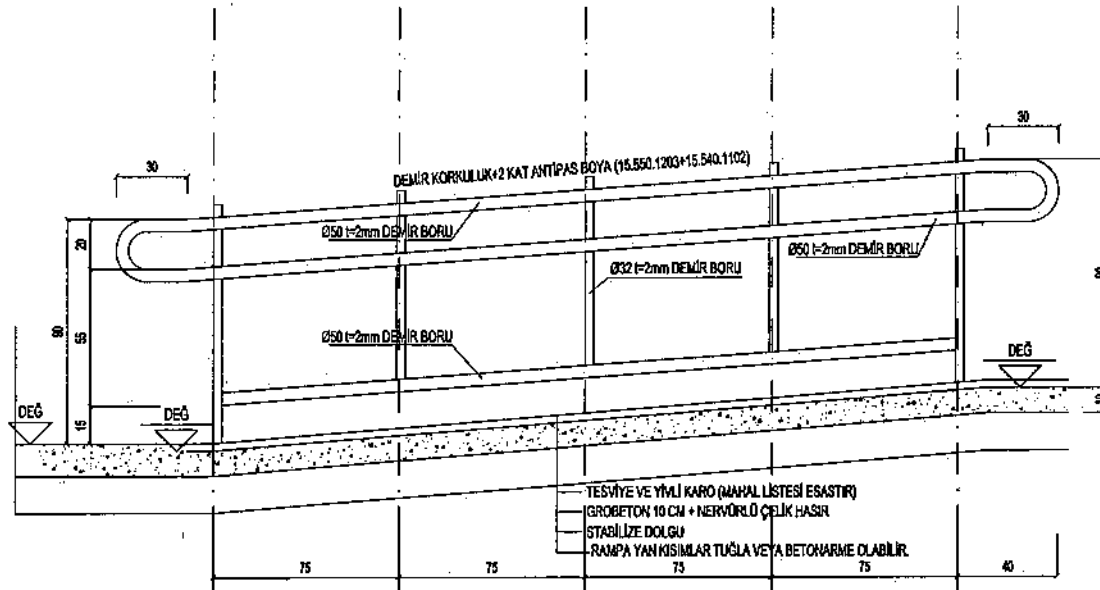 30
30
DEMİR KORKULUK+2 KAT ANTİPAS BOYA (15.550.1203+15.540.1102)
Ø50 t=2mm DEMİR BORU
Ø50 t=2mm DEMİR BORU
Ø32 t=2mm DEMİR BORU
Ø50 t=2mm DEMİR BORU
20
90
55
15
DEĞ
DEĞ
DEĞ
TESVİYE VE YİVLİ KARO (MAHAL LİSTESİ ESASTIR)
GROBETON 10 CM + NERVÜRLÜ ÇELİK HASIR
STABİLİZE DOLGU
RAMPA YAN KISIMLAR TUĞLA VEYA BETONARME OLABİLİR.
75
75
75
75
40